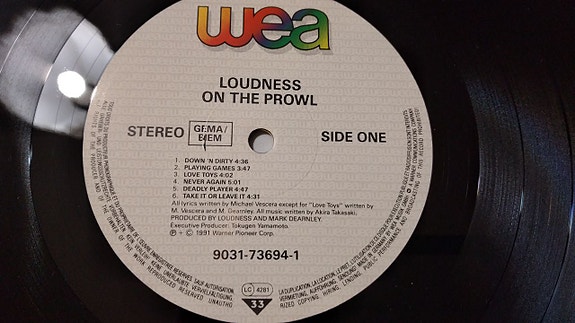 wea
LOUDNESS
ON THE PROWL
STEREO
GEMA/
BIEM
SIDE ONE
1. DOWN 'N DIRTY 4:36
2. PLAYING GAMES 3:47
3. LOVE TOYS 4:02
4. NEVER AGAIN 5:01
5. DEADLY PLAYER 4:47
6. TAKE IT OR LEAVE IT 4:31
All lyrics written by Michael Vescera except for "Love Toys" written by
M. Vescera and M. Dearnley. All music written by Akira Takasaki.
PRODUCED BY LOUDNESS AND MARK DEARNLEY.
Executive Producer: Tokugen Yamamoto.
℗ + © 1991 Warner Pioneer Corp.
9031-73694-1
LC 4281
33